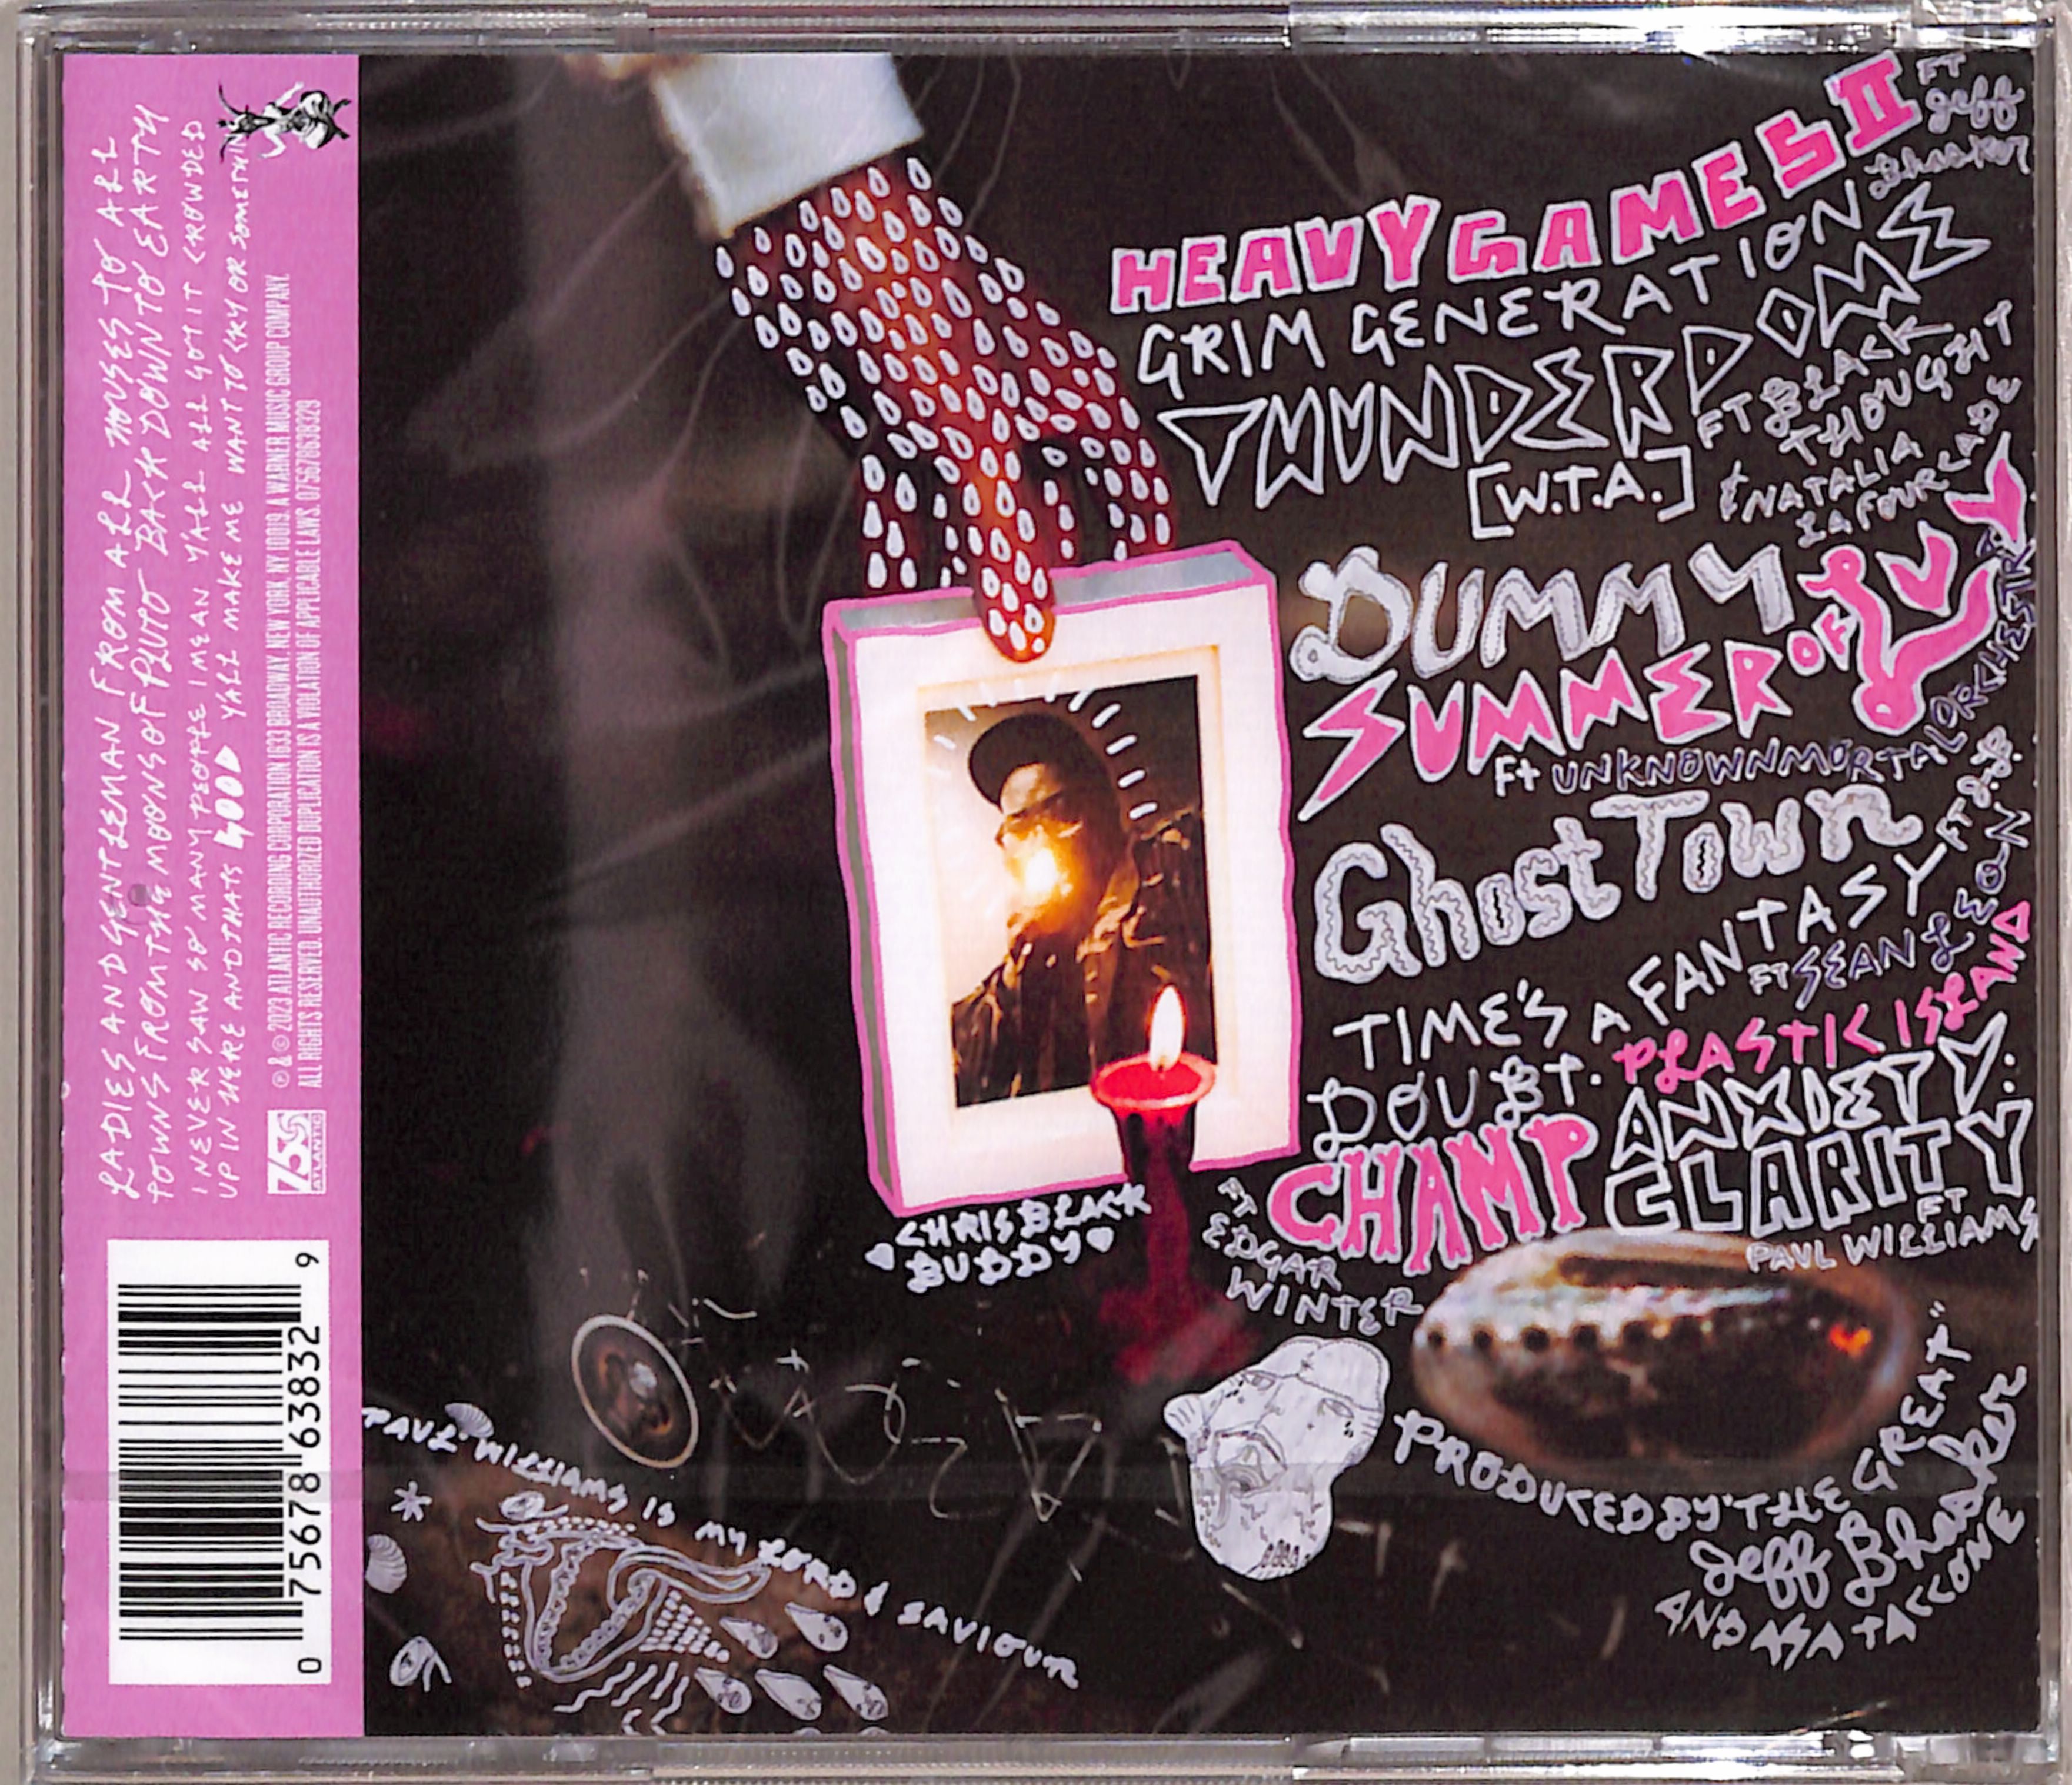 LADIES AND GENTLEMAN FROM ALL HOUSES TO ALL
TOWNS FROM THE MOONS OF PLUTO BACK DOWN TO EARTH
I NEVER SAW SO MANY PEOPLE I MEAN Y'ALL ALL GOT IT CROWDED
UP IN HERE AND THATS GOOD YALL MAKE ME WANT TO CRY OR SOMETHIN
℗ & © 2023 ATLANTIC RECORDING CORPORATION 1633 BROADWAY, NEW YORK, NY 10019. A WARNER MUSIC GROUP COMPANY.
ALL RIGHTS RESERVED. UNAUTHORIZED DUPLICATION IS A VIOLATION OF APPLICABLE LAWS. 075678638329
ATLANTIC
0 75678 63832 9
HEAVY GAMES II
FT Jeff Bhasker
GRIM GENERATION
THUNDERDOME
[W.T.A.]
FT BLACK
THOUGHT
& NATALIA
LAFOURCADE
DUMMY
SUMMER OF LUV
Ft UNKNOWN MORTAL ORCHESTRA
Ghost Town
TIME'S A FANTASY FT J.B.
DOUBT. FT SEAN LEON
PLASTIC ISLAND
CHAMP
FT
EDGAR
WINTER
ANXIETY:
CLARITY
FT
PAUL WILLIAMS
CHRIS BLACK
BUDDY
PRODUCED BY "THE GREAT"
Jeff Bhasker
AND ASA TACCONE
PAUL WILLIAMS IS MY LORD & SAVIOUR